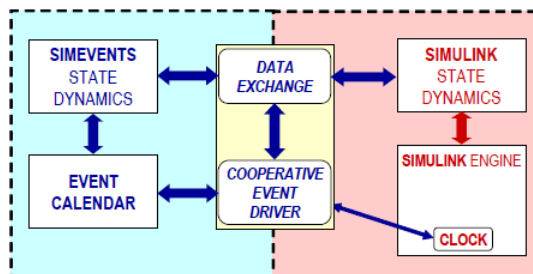 SIMEVENTS
STATE
DYNAMICS
DATA
EXCHANGE
SIMULINK
STATE
DYNAMICS
EVENT
CALENDAR
COOPERATIVE
EVENT
DRIVER
SIMULINK ENGINE
CLOCK